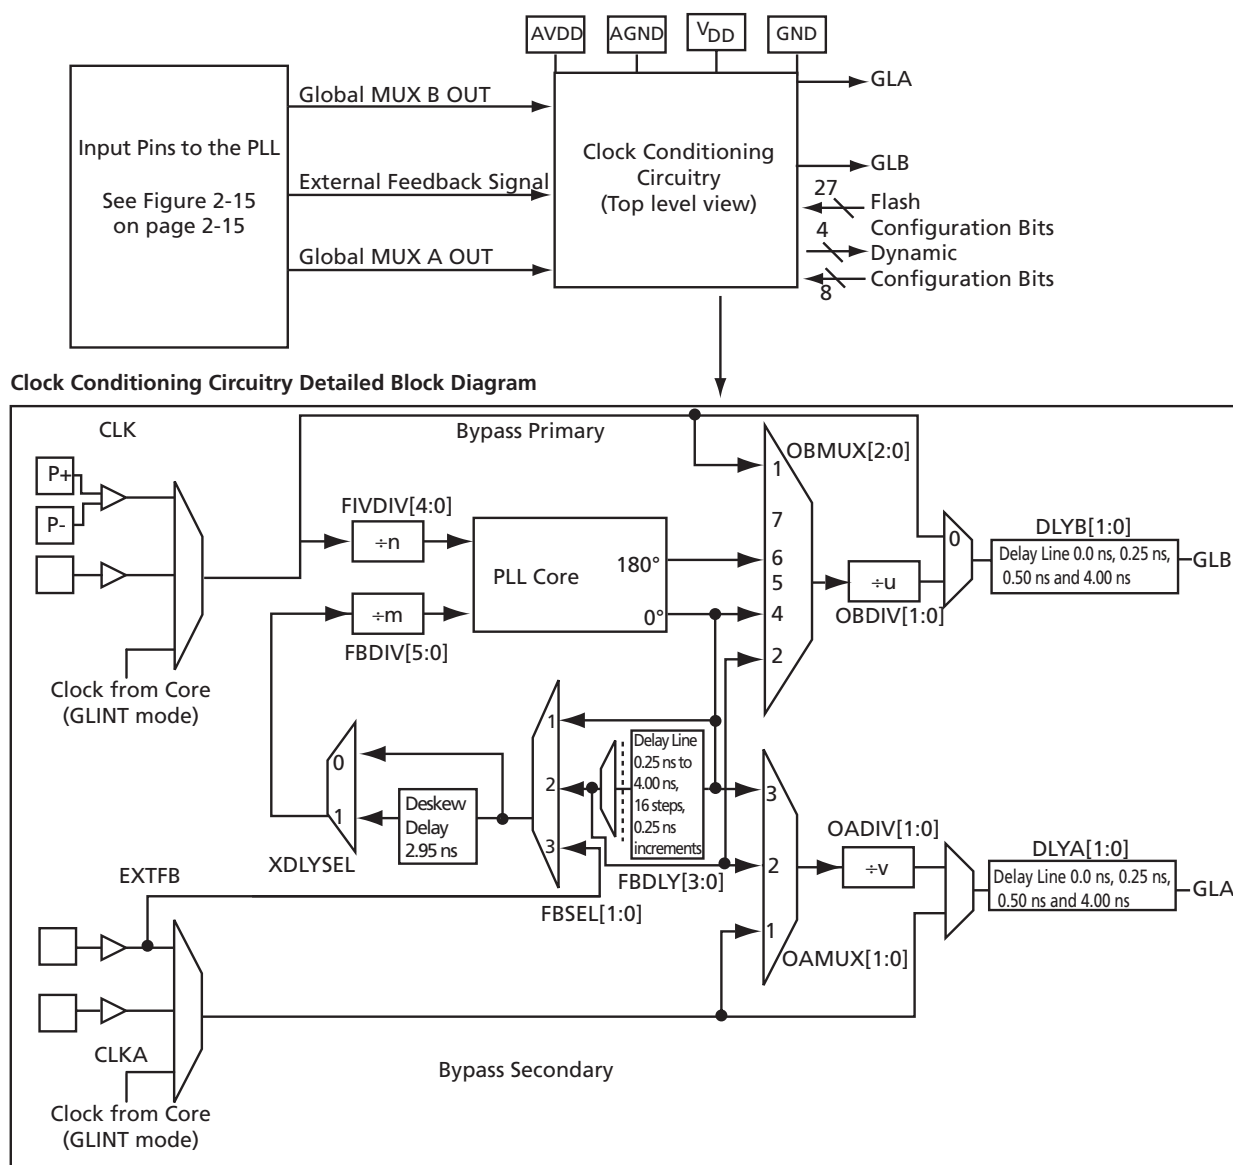 AVDD
AGND
VDD
GND
GLA
Global MUX B OUT
Input Pins to the PLL
See Figure 2-15
on page 2-15
External Feedback Signal
Global MUX A OUT
Clock Conditioning
Circuitry
(Top level view)
GLB
27
Flash
Configuration Bits
4
Dynamic
Configuration Bits
8
Clock Conditioning Circuitry Detailed Block Diagram
CLK
Bypass Primary
OBMUX[2:0]
P+
P-
1
7
6
5
4
2
FIVDIV[4:0]
÷n
PLL Core
180°
0°
÷m
FBDIV[5:0]
÷u
OBDIV[1:0]
0
DLYB[1:0]
Delay Line 0.0 ns, 0.25 ns,
0.50 ns and 4.00 ns
GLB
Clock from Core
(GLINT mode)
0
1
XDLYSEL
Deskew
Delay
2.95 ns
1
2
3
FBSEL[1:0]
Delay Line
0.25 ns to
4.00 ns,
16 steps,
0.25 ns
increments
FBDLY[3:0]
3
2
1
OAMUX[1:0]
OADIV[1:0]
÷v
DLYA[1:0]
Delay Line 0.0 ns, 0.25 ns,
0.50 ns and 4.00 ns
GLA
EXTFB
CLKA
Bypass Secondary
Clock from Core
(GLINT mode)